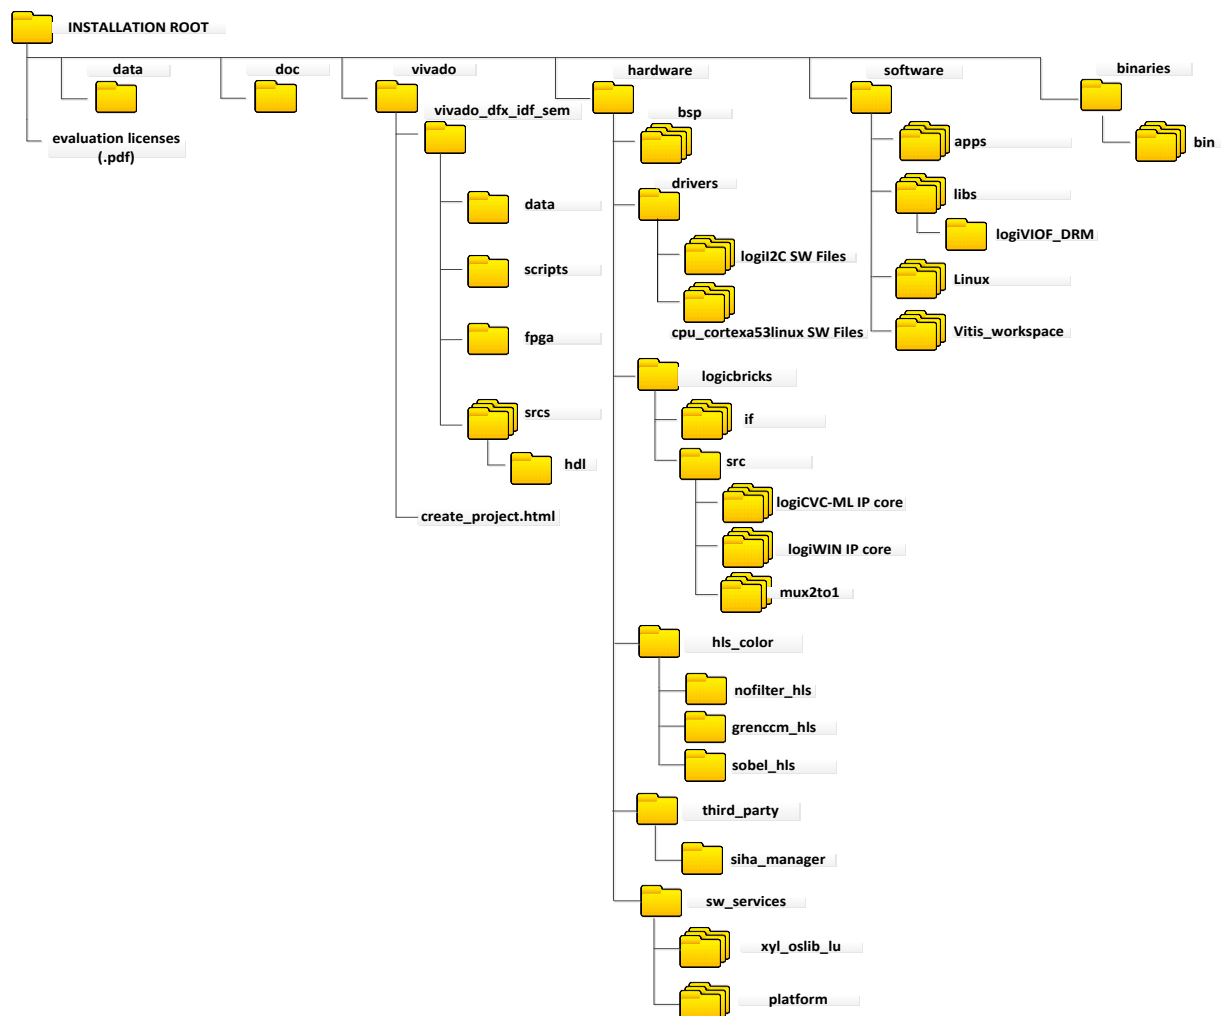 INSTALLATION ROOT
data
doc
vivado
hardware
software
binaries
evaluation licenses
(.pdf)
vivado_dfx_idf_sem
data
scripts
fpga
srcs
hdl
create_project.html
bsp
drivers
logiI2C SW Files
cpu_cortexa53linux SW Files
logicbricks
if
src
logiCVC-ML IP core
logiWIN IP core
mux2to1
hls_color
nofilter_hls
grenccm_hls
sobel_hls
third_party
siha_manager
sw_services
xyl_oslib_lu
platform
apps
libs
logiVIOF_DRM
Linux
Vitis_workspace
bin